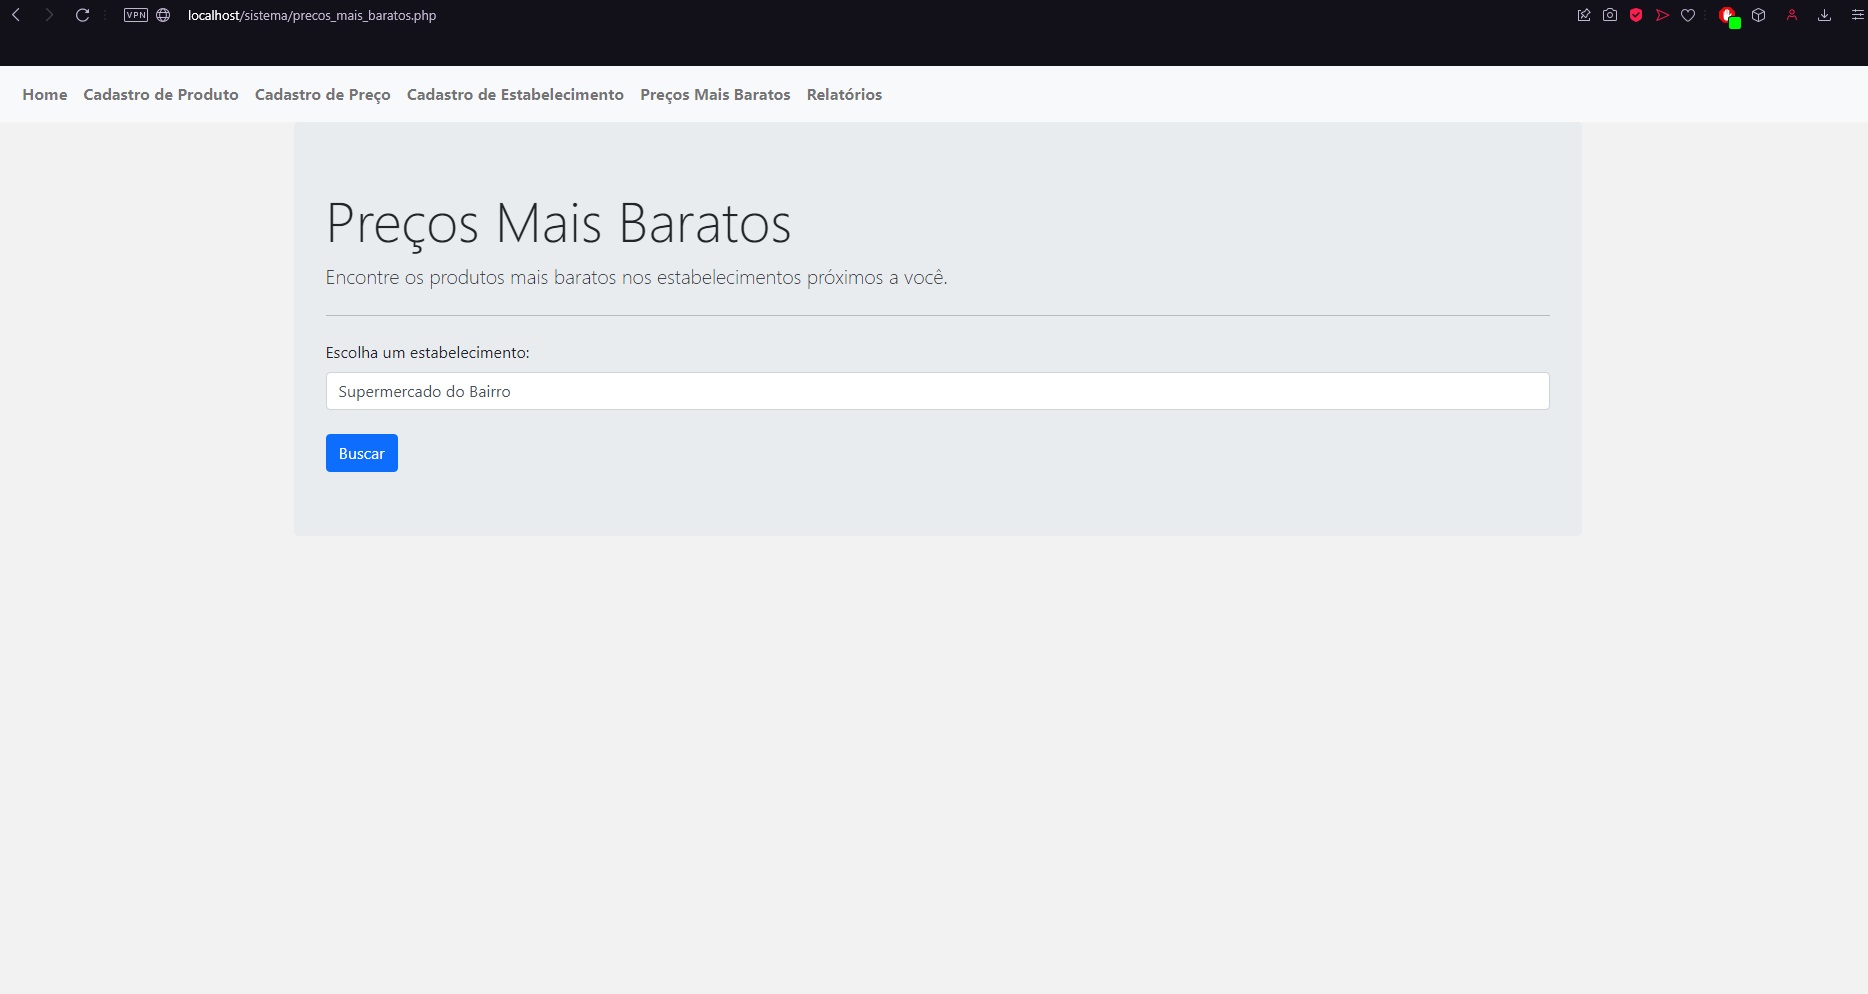 VPN localhost/sistema/precos_mais_baratos.php
Home Cadastro de Produto Cadastro de Preço Cadastro de Estabelecimento Preços Mais Baratos Relatórios
Preços Mais Baratos
Encontre os produtos mais baratos nos estabelecimentos próximos a você.
Escolha um estabelecimento:
Supermercado do Bairro
Buscar